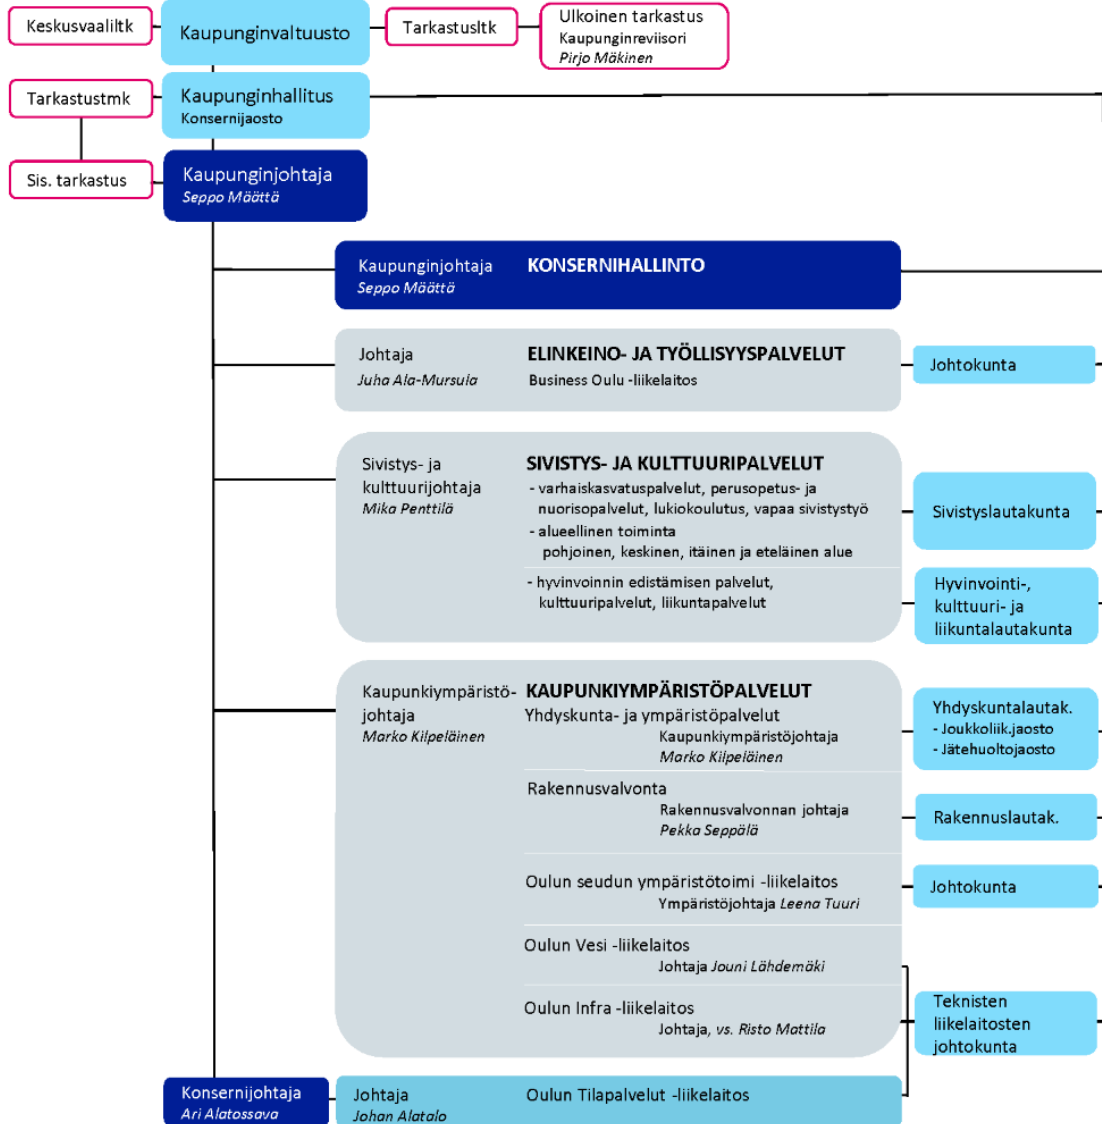 Keskusvaaliltk
Kaupunginvaltuusto
Tarkastusltk
Ulkoinen tarkastus
Kaupunginreviisori
Pirjo Mäkinen
Tarkastustmk
Kaupunginhallitus
Konsernijaosto
Sis. tarkastus
Kaupunginjohtaja
Seppo Määttä
Kaupunginjohtaja KONSERNIHALLINTO
Seppo Määttä
Johtaja ELINKEINO- JA TYÖLLISYYSPALVELUT
Juha Ala-Mursula Business Oulu -liikelaitos
Johtokunta
Sivistys- ja SIVISTYS- JA KULTTUURIPALVELUT
kulttuurijohtaja
Mika Penttilä
- varhaiskasvatuspalvelut, perusopetus- ja
nuorisopalvelut, lukiokoulutus, vapaa sivistystyö
- alueellinen toiminta
pohjoinen, keskinen, itäinen ja eteläinen alue
Sivistyslautakunta
- hyvinvoinnin edistämisen palvelut,
kulttuuripalvelut, liikuntapalvelut
Hyvinvointi-,
kulttuuri- ja
liikuntalautakunta
Kaupunkiympäristö-
johtaja
Marko Kilpeläinen
KAUPUNKIYMPÄRISTÖPALVELUT
Yhdyskunta- ja ympäristöpalvelut
Kaupunkiympäristöjohtaja
Marko Kilpeläinen
Yhdyskuntalautak.
- Joukkoliik.jaosto
- Jätehuoltojaosto
Rakennusvalvonta
Rakennusvalvonnan johtaja
Pekka Seppälä
Rakennuslautak.
Oulun seudun ympäristötoimi -liikelaitos
Ympäristöjohtaja Leena Tuuri
Johtokunta
Oulun Vesi -liikelaitos
Johtaja Jouni Lähdemäki
Oulun Infra -liikelaitos
Johtaja, vs. Risto Mattila
Teknisten
liikelaitosten
johtokunta
Konsernijohtaja
Ari Alatossava
Johtaja Oulun Tilapalvelut -liikelaitos
Johan Alatalo